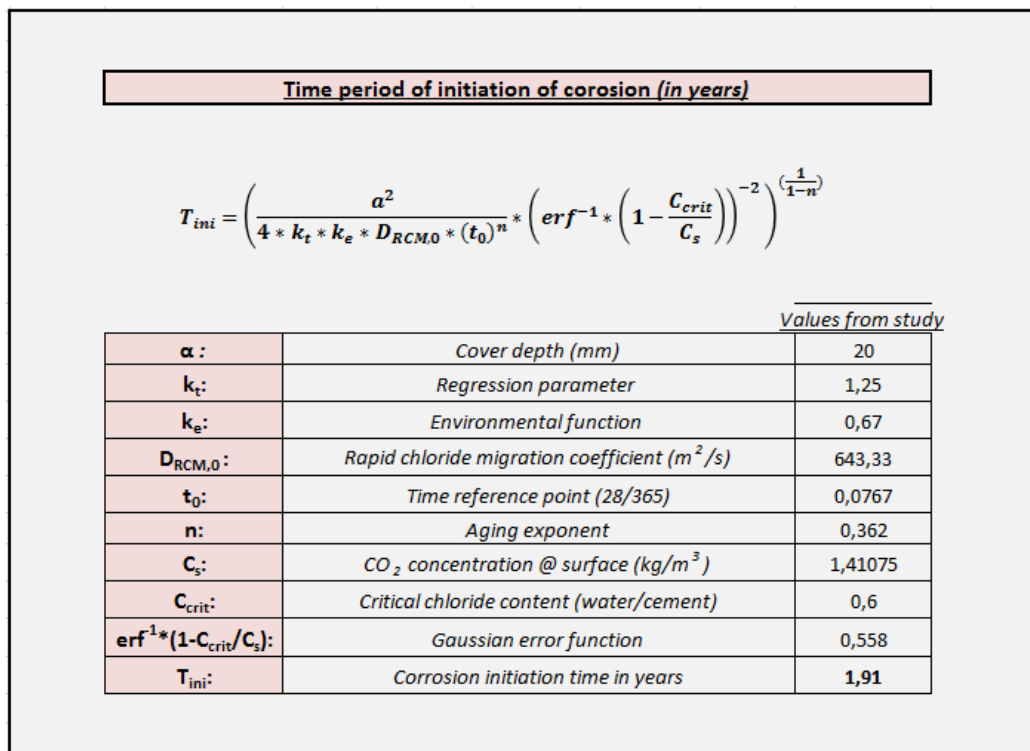 Time period of initiation of corosion (in years)
T_ini = ( a² / (4 * k_t * k_e * D_RCM,0 * (t_0)^n) * ( erf⁻¹ * ( 1 − C_crit / C_s ) )⁻² )^(1/(1−n))
Values from study
α : Cover depth (mm) 20
k_t: Regression parameter 1,25
k_e: Environmental function 0,67
D_RCM,0 : Rapid chloride migration coefficient (m²/s) 643,33
t_0: Time reference point (28/365) 0,0767
n: Aging exponent 0,362
C_s: CO₂ concentration @ surface (kg/m³) 1,41075
C_crit: Critical chloride content (water/cement) 0,6
erf⁻¹*(1-C_crit/C_s): Gaussian error function 0,558
T_ini: Corrosion initiation time in years 1,91